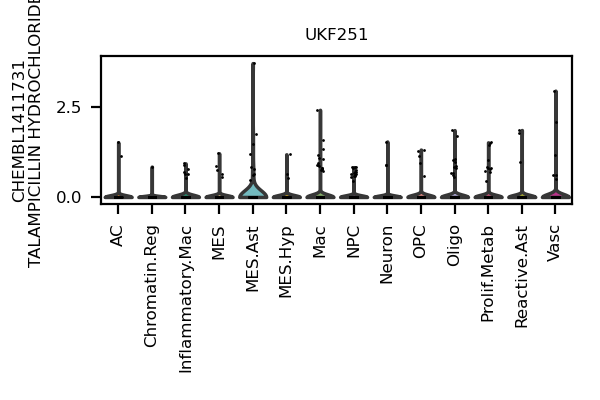 UKF251
CHEMBL1411731
TALAMPICILLIN HYDROCHLORIDE
2.5
0.0
AC
Chromatin.Reg
Inflammatory.Mac
MES
MES.Ast
MES.Hyp
Mac
NPC
Neuron
OPC
Oligo
Prolif.Metab
Reactive.Ast
Vasc